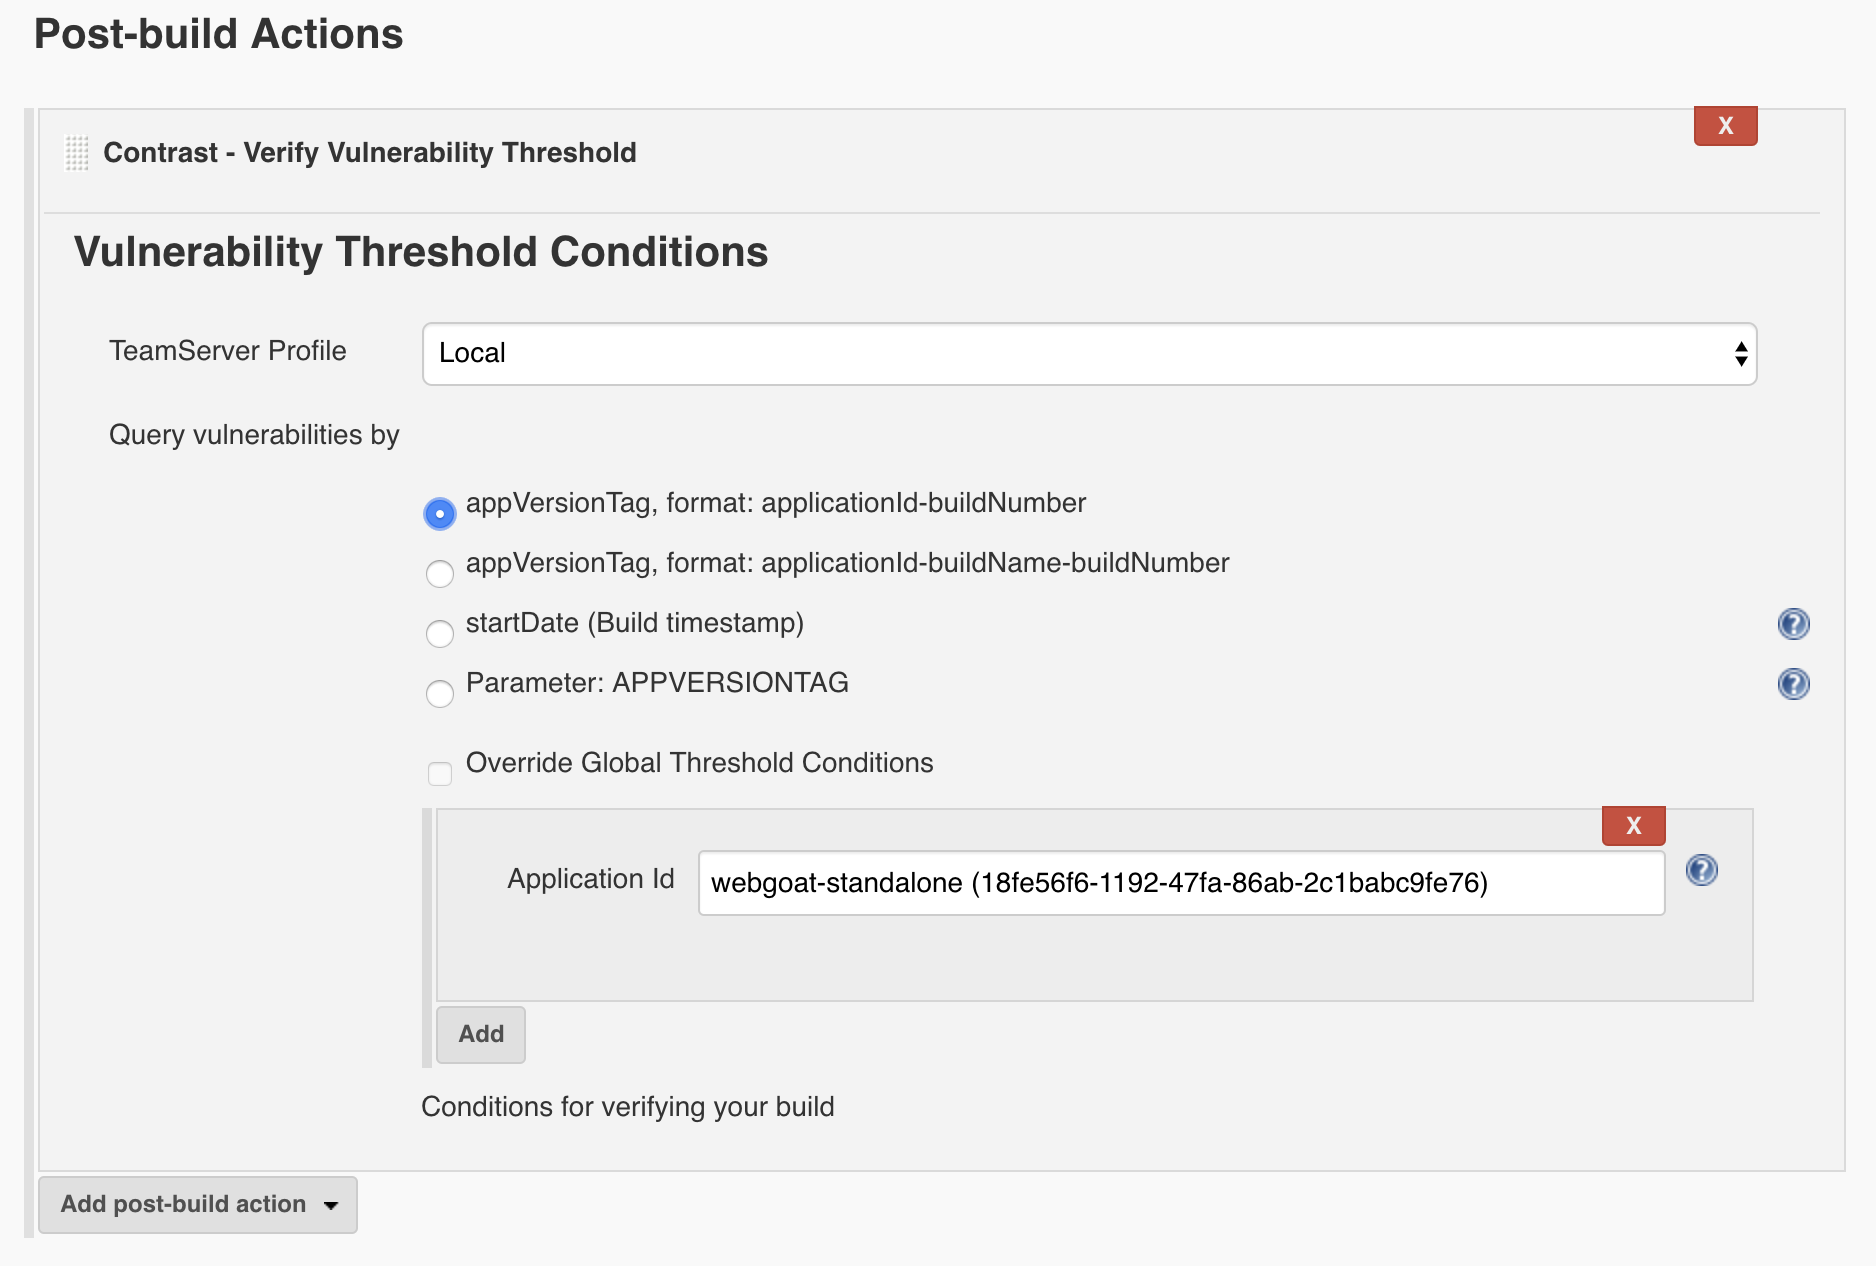 Post-build Actions
X
Contrast - Verify Vulnerability Threshold
Vulnerability Threshold Conditions
TeamServer Profile
Local
Query vulnerabilities by
appVersionTag, format: applicationId-buildNumber
appVersionTag, format: applicationId-buildName-buildNumber
startDate (Build timestamp)
?
Parameter: APPVERSIONTAG
?
Override Global Threshold Conditions
X
Application Id
webgoat-standalone (18fe56f6-1192-47fa-86ab-2c1babc9fe76)
?
Add
Conditions for verifying your build
Add post-build action